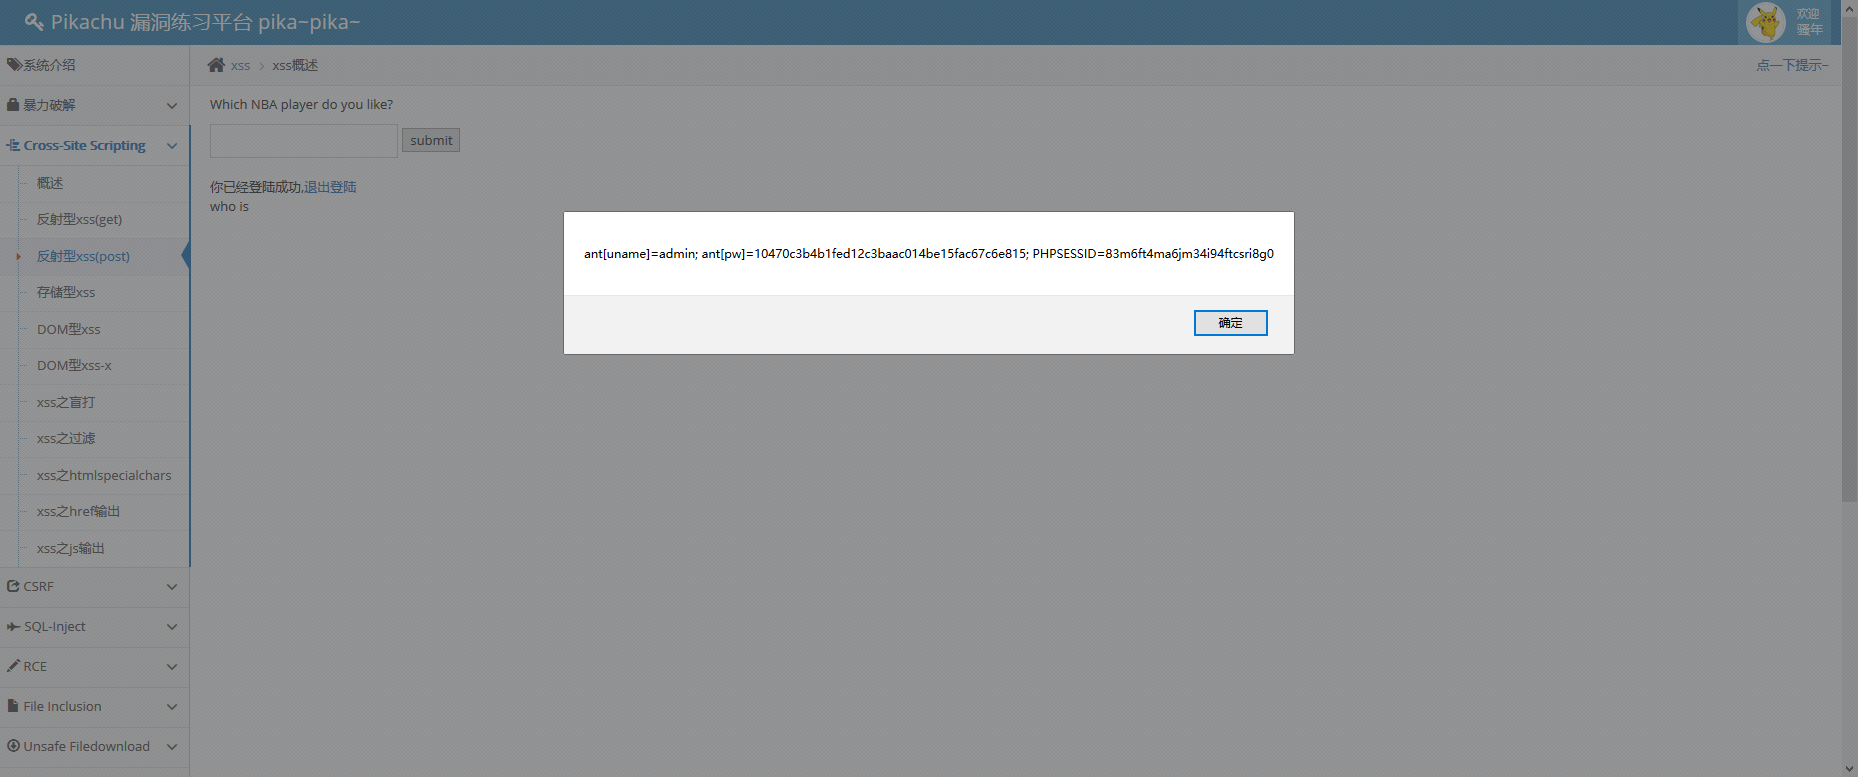 Pikachu 漏洞练习平台 pika~pika~
欢迎
骚年
系统介绍
xss > xss概述
点一下提示~
暴力破解
Cross-Site Scripting
概述
反射型xss(get)
反射型xss(post)
存储型xss
DOM型xss
DOM型xss-x
xss之盲打
xss之过滤
xss之htmlspecialchars
xss之href输出
xss之js输出
CSRF
SQL-Inject
RCE
File Inclusion
Unsafe Filedownload
Which NBA player do you like?
submit
你已经登陆成功,退出登陆
who is
ant[uname]=admin; ant[pw]=10470c3b4b1fed12c3baac014be15fac67c6e815; PHPSESSID=83m6ft4ma6jm34i94ftcsri8g0
确定